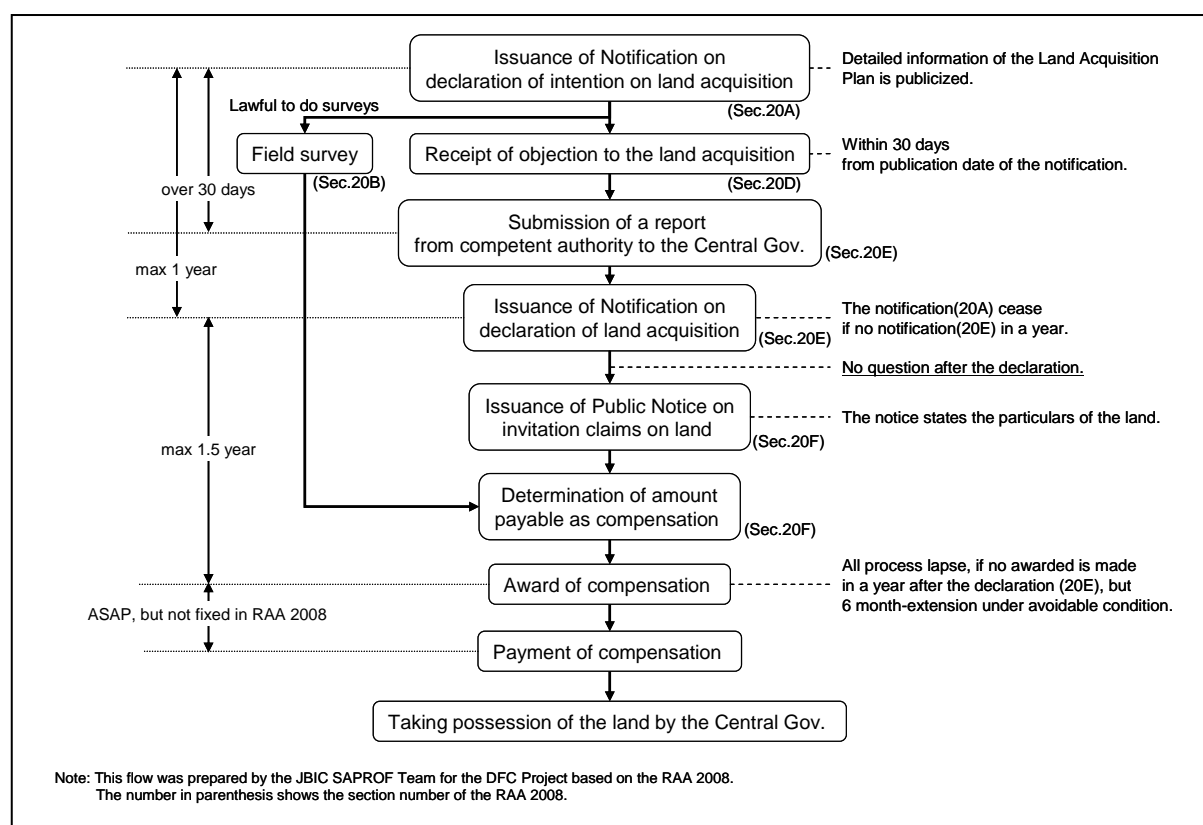 Issuance of Notification on
declaration of intention on land acquisition
(Sec.20A)
Detailed information of the Land Acquisition
Plan is publicized.
Lawful to do surveys
Field survey
(Sec.20B)
Receipt of objection to the land acquisition
(Sec.20D)
Within 30 days
from publication date of the notification.
over 30 days
Submission of a report
from competent authority to the Central Gov.
(Sec.20E)
max 1 year
Issuance of Notification on
declaration of land acquisition
(Sec.20E)
The notification(20A) cease
if no notification(20E) in a year.
No question after the declaration.
Issuance of Public Notice on
invitation claims on land
(Sec.20F)
The notice states the particulars of the land.
max 1.5 year
Determination of amount
payable as compensation
(Sec.20F)
Award of compensation
All process lapse, if no awarded is made
in a year after the declaration (20E), but
6 month-extension under avoidable condition.
ASAP, but not fixed in RAA 2008
Payment of compensation
Taking possession of the land by the Central Gov.
Note: This flow was prepared by the JBIC SAPROF Team for the DFC Project based on the RAA 2008.
The number in parenthesis shows the section number of the RAA 2008.